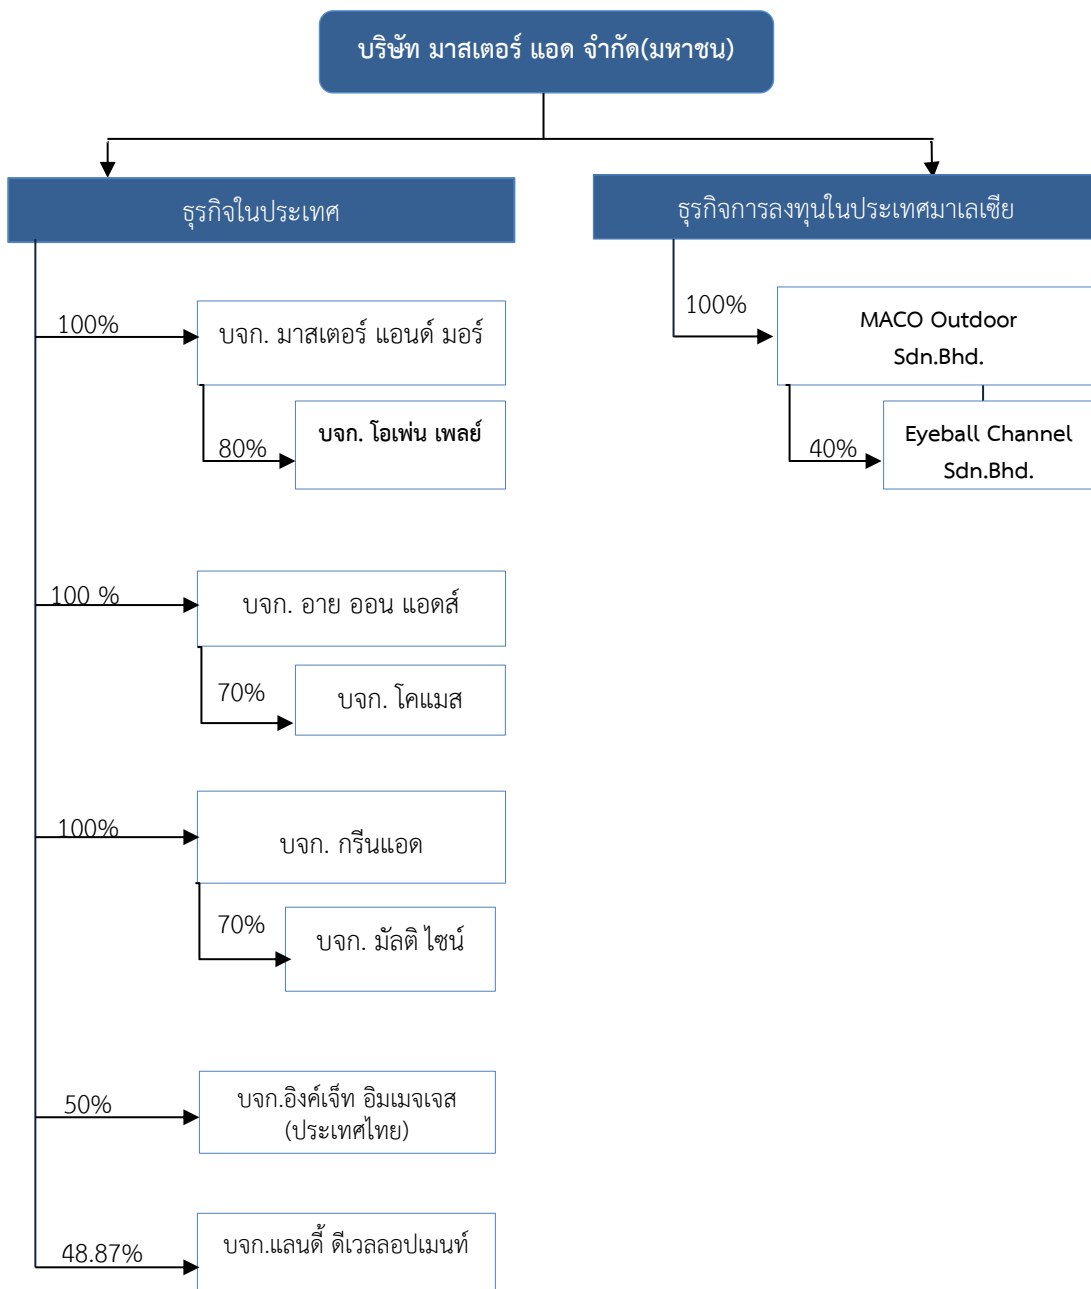 บริษัท มาสเตอร์ แอด จำกัด(มหาชน)
ธุรกิจในประเทศ
ธุรกิจการลงทุนในประเทศมาเลเซีย
100%
บจก. มาสเตอร์ แอนด์ มอร์
80%
บจก. โอเพ่น เพลย์
100 %
บจก. อาย ออน แอดส์
70%
บจก. โคแมส
100%
บจก. กรีนแอด
70%
บจก. มัลติ ไซน์
50%
บจก.อิงค์เจ็ท อิมเมจเจส
(ประเทศไทย)
48.87%
บจก.แลนดี้ ดีเวลลอปเมนท์
100%
MACO Outdoor
Sdn.Bhd.
40%
Eyeball Channel
Sdn.Bhd.